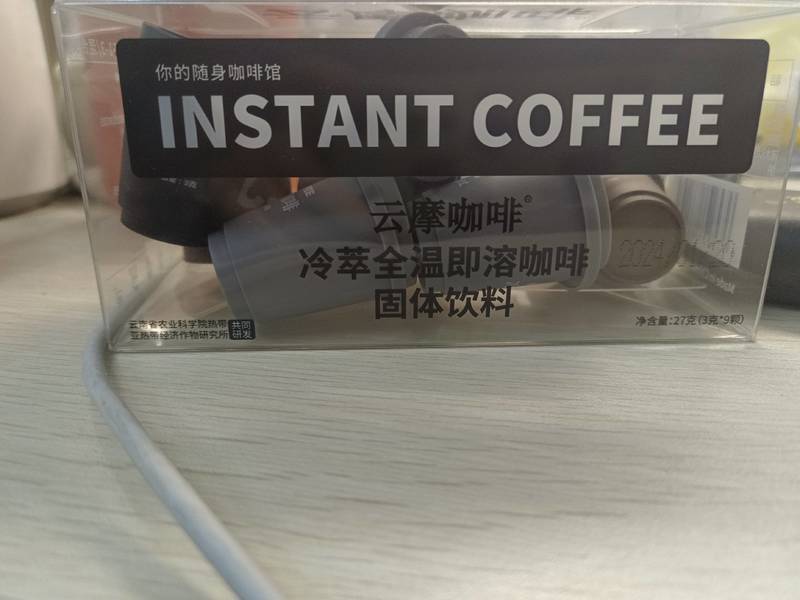 你的随身咖啡馆
INSTANT COFFEE
云摩咖啡®
冷萃全温即溶咖啡
固体饮料
云南省农业科学院热带
亚热带经济作物研究所
共同
研发
净含量:27克(3克*9颗)